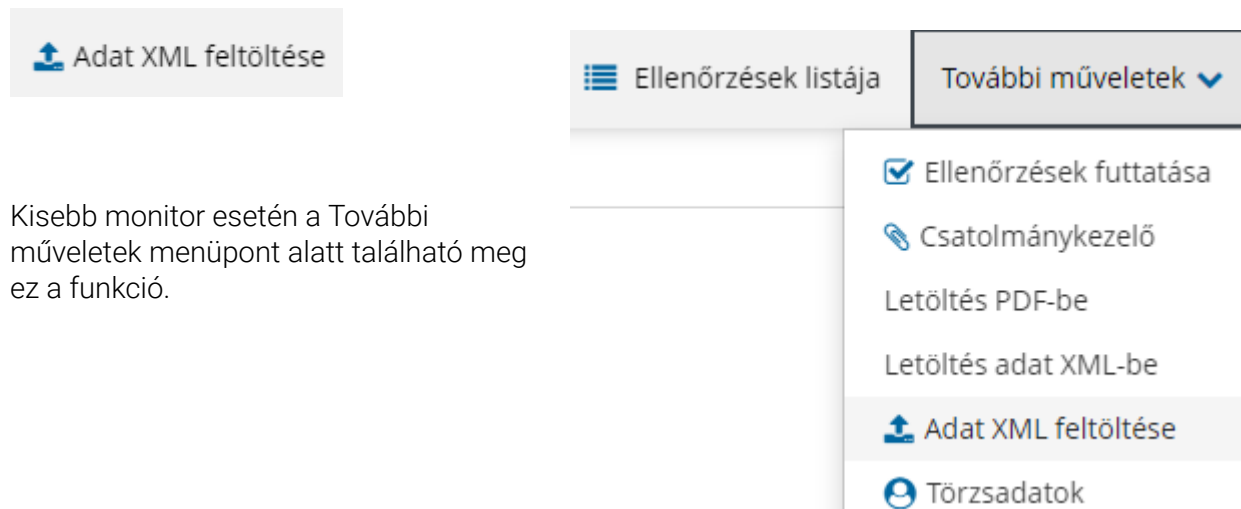 Adat XML feltöltése
Kisebb monitor esetén a További
műveletek menüpont alatt található meg
ez a funkció.
Ellenőrzések listája
További műveletek
Ellenőrzések futtatása
Csatolmánykezelő
Letöltés PDF-be
Letöltés adat XML-be
Adat XML feltöltése
Törzsadatok